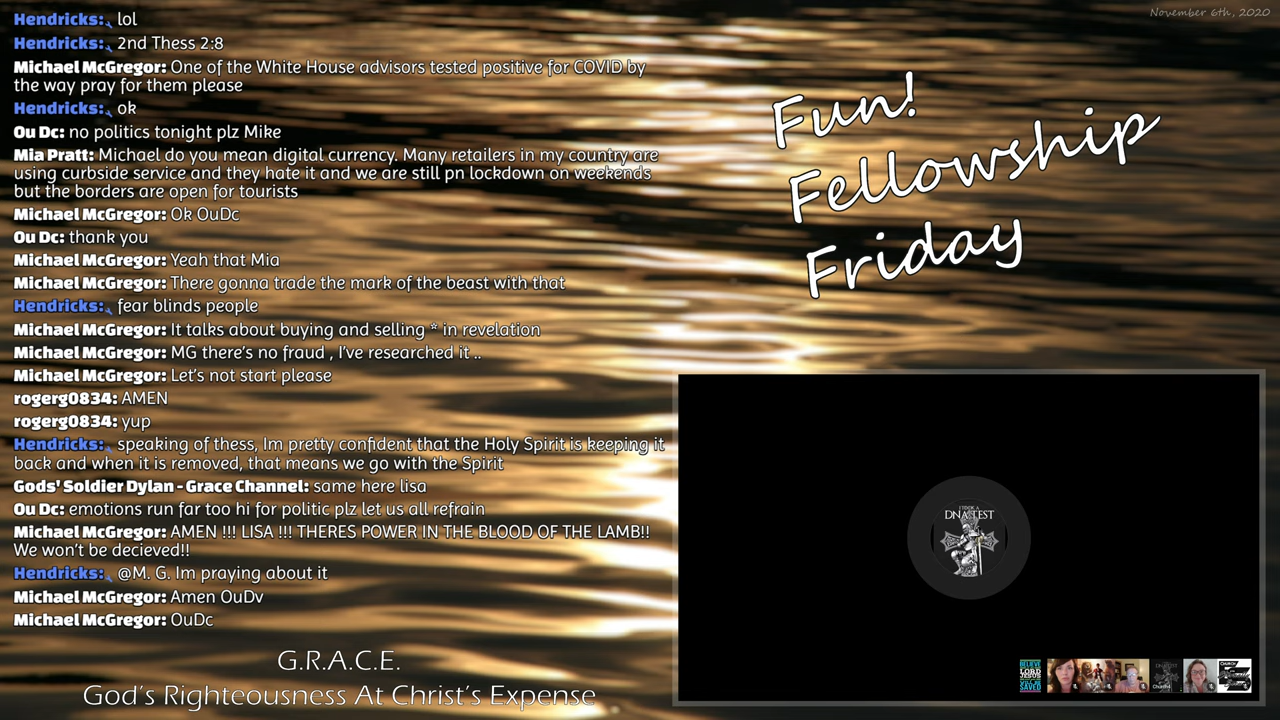 Hendricks: lol
Hendricks: 2nd Thess 2:8
Michael McGregor: One of the White House advisors tested positive for COVID by
the way pray for them please
Hendricks: ok
Ou Dc: no politics tonight plz Mike
Mia Pratt: Michael do you mean digital currency. Many retailers in my country are
using curbside service and they hate it and we are still pn lockdown on weekends
but the borders are open for tourists
Michael McGregor: Ok OuDc
Ou Dc: thank you
Michael McGregor: Yeah that Mia
Michael McGregor: There gonna trade the mark of the beast with that
Hendricks: fear blinds people
Michael McGregor: It talks about buying and selling * in revelation
Michael McGregor: MG there's no fraud , I've researched it ..
Michael McGregor: Let's not start please
rogerg0834: AMEN
rogerg0834: yup
Hendricks: speaking of thess, Im pretty confident that the Holy Spirit is keeping it
back and when it is removed, that means we go with the Spirit
Gods' Soldier Dylan - Grace Channel: same here lisa
Ou Dc: emotions run far too hi for politic plz let us all refrain
Michael McGregor: AMEN !!! LISA !!! THERES POWER IN THE BLOOD OF THE LAMB!!
We won't be decieved!!
Hendricks: @M. G. Im praying about it
Michael McGregor: Amen OuDv
Michael McGregor: OuDc
G.R.A.C.E.
God's Righteousness At Christ's Expense
November 6th, 2020
Fun!
Fellowship
Friday
I TOOK A
DNA TEST
BELIEVE
LORD
JESUS
SAVED